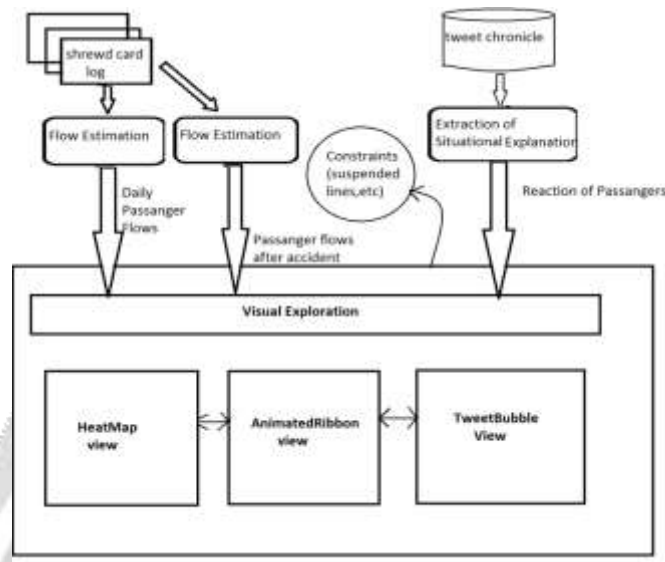 shrewd card
log
tweet chronicle
Flow Estimation
Flow Estimation
Extraction of
Situational Explanation
Constraints
(suspended
lines,etc)
Daily
Passanger
Flows
Passanger flows
after accident
Reaction of Passangers
Visual Exploration
HeatMap
view
AnimatedRibbon
view
TweetBubble
View